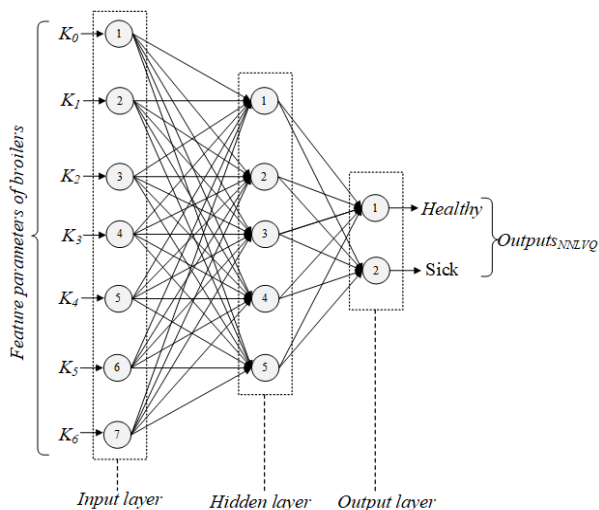 Feature parameters of broilers
K0
K1
K2
K3
K4
K5
K6
1
2
3
4
5
6
7
1
2
3
4
5
1
2
Healthy
Sick
OutputsNNLVQ
Input layer
Hidden layer
Output layer